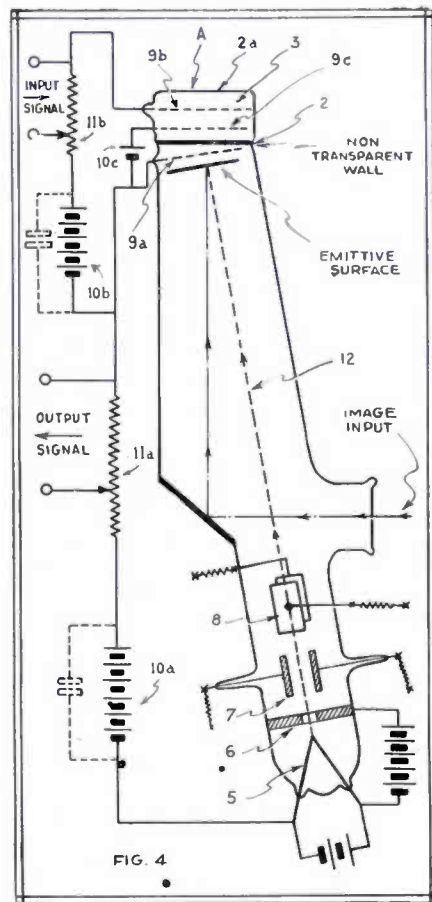 A
2a
3
9b
9c
INPUT
SIGNAL
11b
2
10c
NON
TRANSPARENT
WALL
9a
EMITTIVE
SURFACE
10b
12
OUTPUT
SIGNAL
11a
IMAGE
INPUT
8
10a
7
6
5
FIG. 4